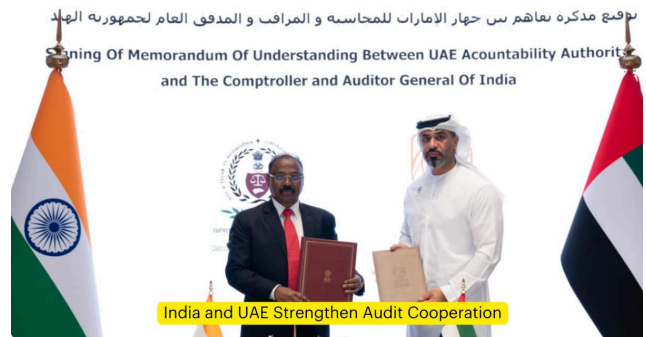 توقيع مذكرة تفاهم بين جهاز الإمارات للمحاسبة و المراقب و المدقق العام لجمهورية الهند
Signing Of Memorandum Of Understanding Between UAE Acountability Authority
and The Comptroller and Auditor General Of India
India and UAE Strengthen Audit Cooperation